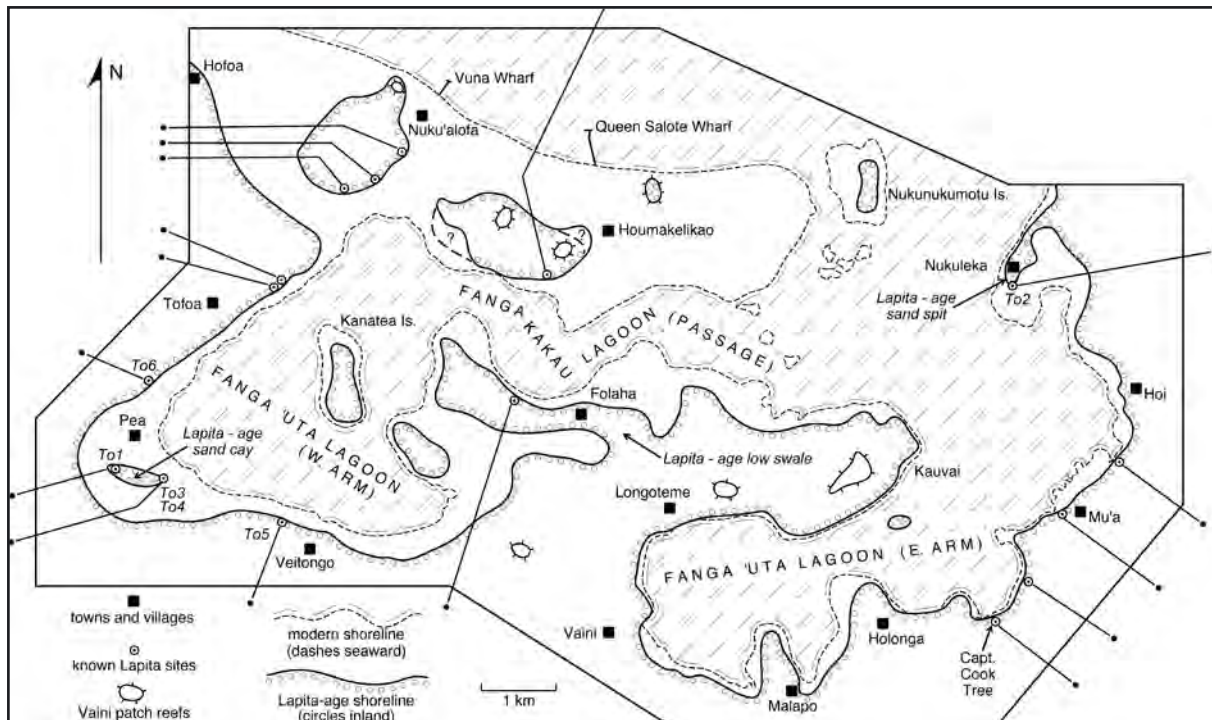 N
Hofoa
Vuna Wharf
Nuku'alofa
Queen Salote Wharf
Nukunukumotu Is.
?
?
Houmakelikao
Nukuleka
Lapita - age
sand spit
To2
Tofoa
Kanatea Is.
FANGA KAKAU LAGOON (PASSAGE)
To6
FANGA 'UTA LAGOON
(W. ARM)
Folaha
Hoi
Pea
Lapita - age
sand cay
To1
To3
To4
Lapita - age low swale
Kauvai
Longoteme
Mu'a
To5
Veitongo
FANGA 'UTA LAGOON (E. ARM)
towns and villages
known Lapita sites
Vaini patch reefs
modern shoreline
(dashes seaward)
Lapita-age shoreline
(circles inland)
1 km
Vaini
Holonga
Malapo
Capt.
Cook
Tree